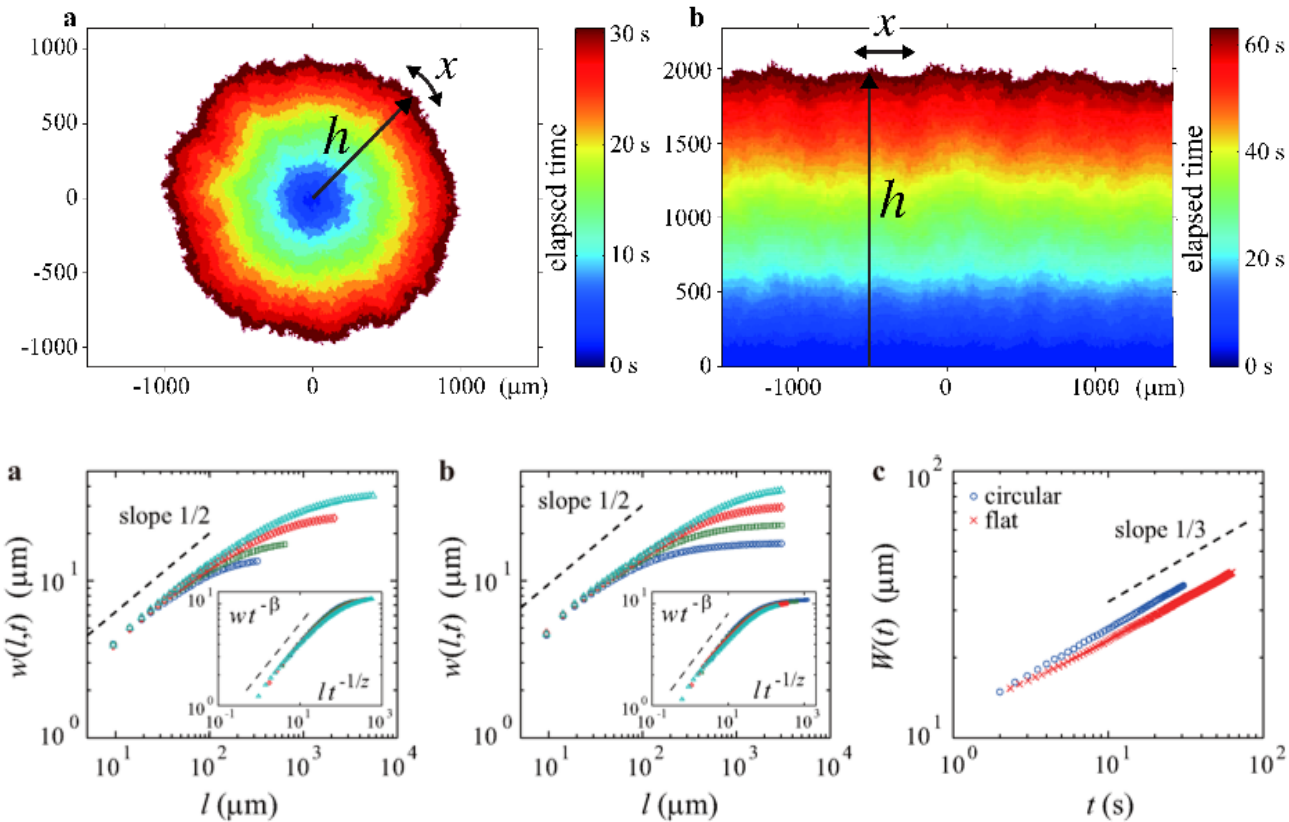 a
1000
500
0
-500
-1000
-1000
0
1000
(μm)
x
h
30 s
20 s
10 s
0 s
elapsed time
b
2000
1500
1000
500
0
-1000
0
1000
(μm)
x
h
60 s
40 s
20 s
0 s
elapsed time
a
w(l,t) (μm)
10^1
10^0
slope 1/2
10^1
10^2
10^3
10^4
l (μm)
wt^-β
l t^-1/z
10^1
10^0
10^-1
10^1
10^3
b
w(l,t) (μm)
10^1
10^0
slope 1/2
10^1
10^2
10^3
10^4
l (μm)
wt^-β
l t^-1/z
10^1
10^0
10^-1
10^1
10^3
c
W(t) (μm)
10^2
10^1
circular
flat
slope 1/3
10^0
10^1
10^2
t (s)